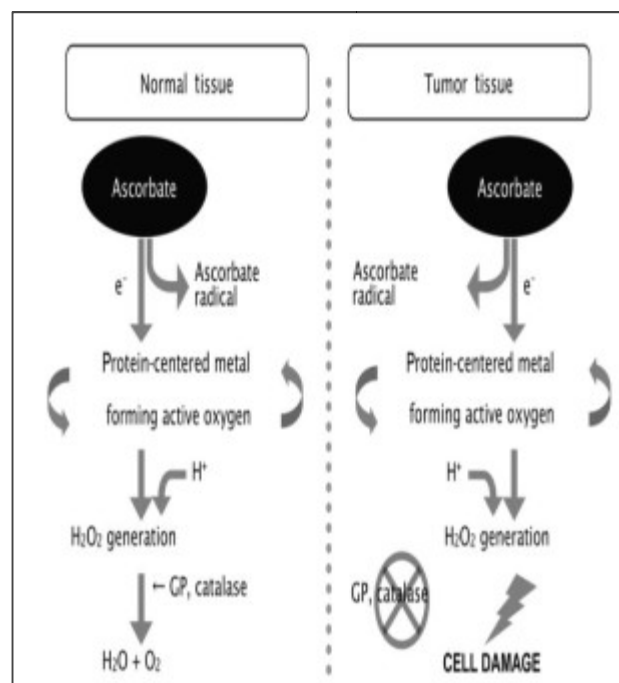 Normal tissue
Ascorbate
e⁻
Ascorbate
radical
Protein-centered metal
forming active oxygen
H⁺
H₂O₂ generation
← GP, catalase
H₂O + O₂
Tumor tissue
Ascorbate
Ascorbate
radical
e⁻
Protein-centered metal
forming active oxygen
H⁺
H₂O₂ generation
GP, catalase
CELL DAMAGE